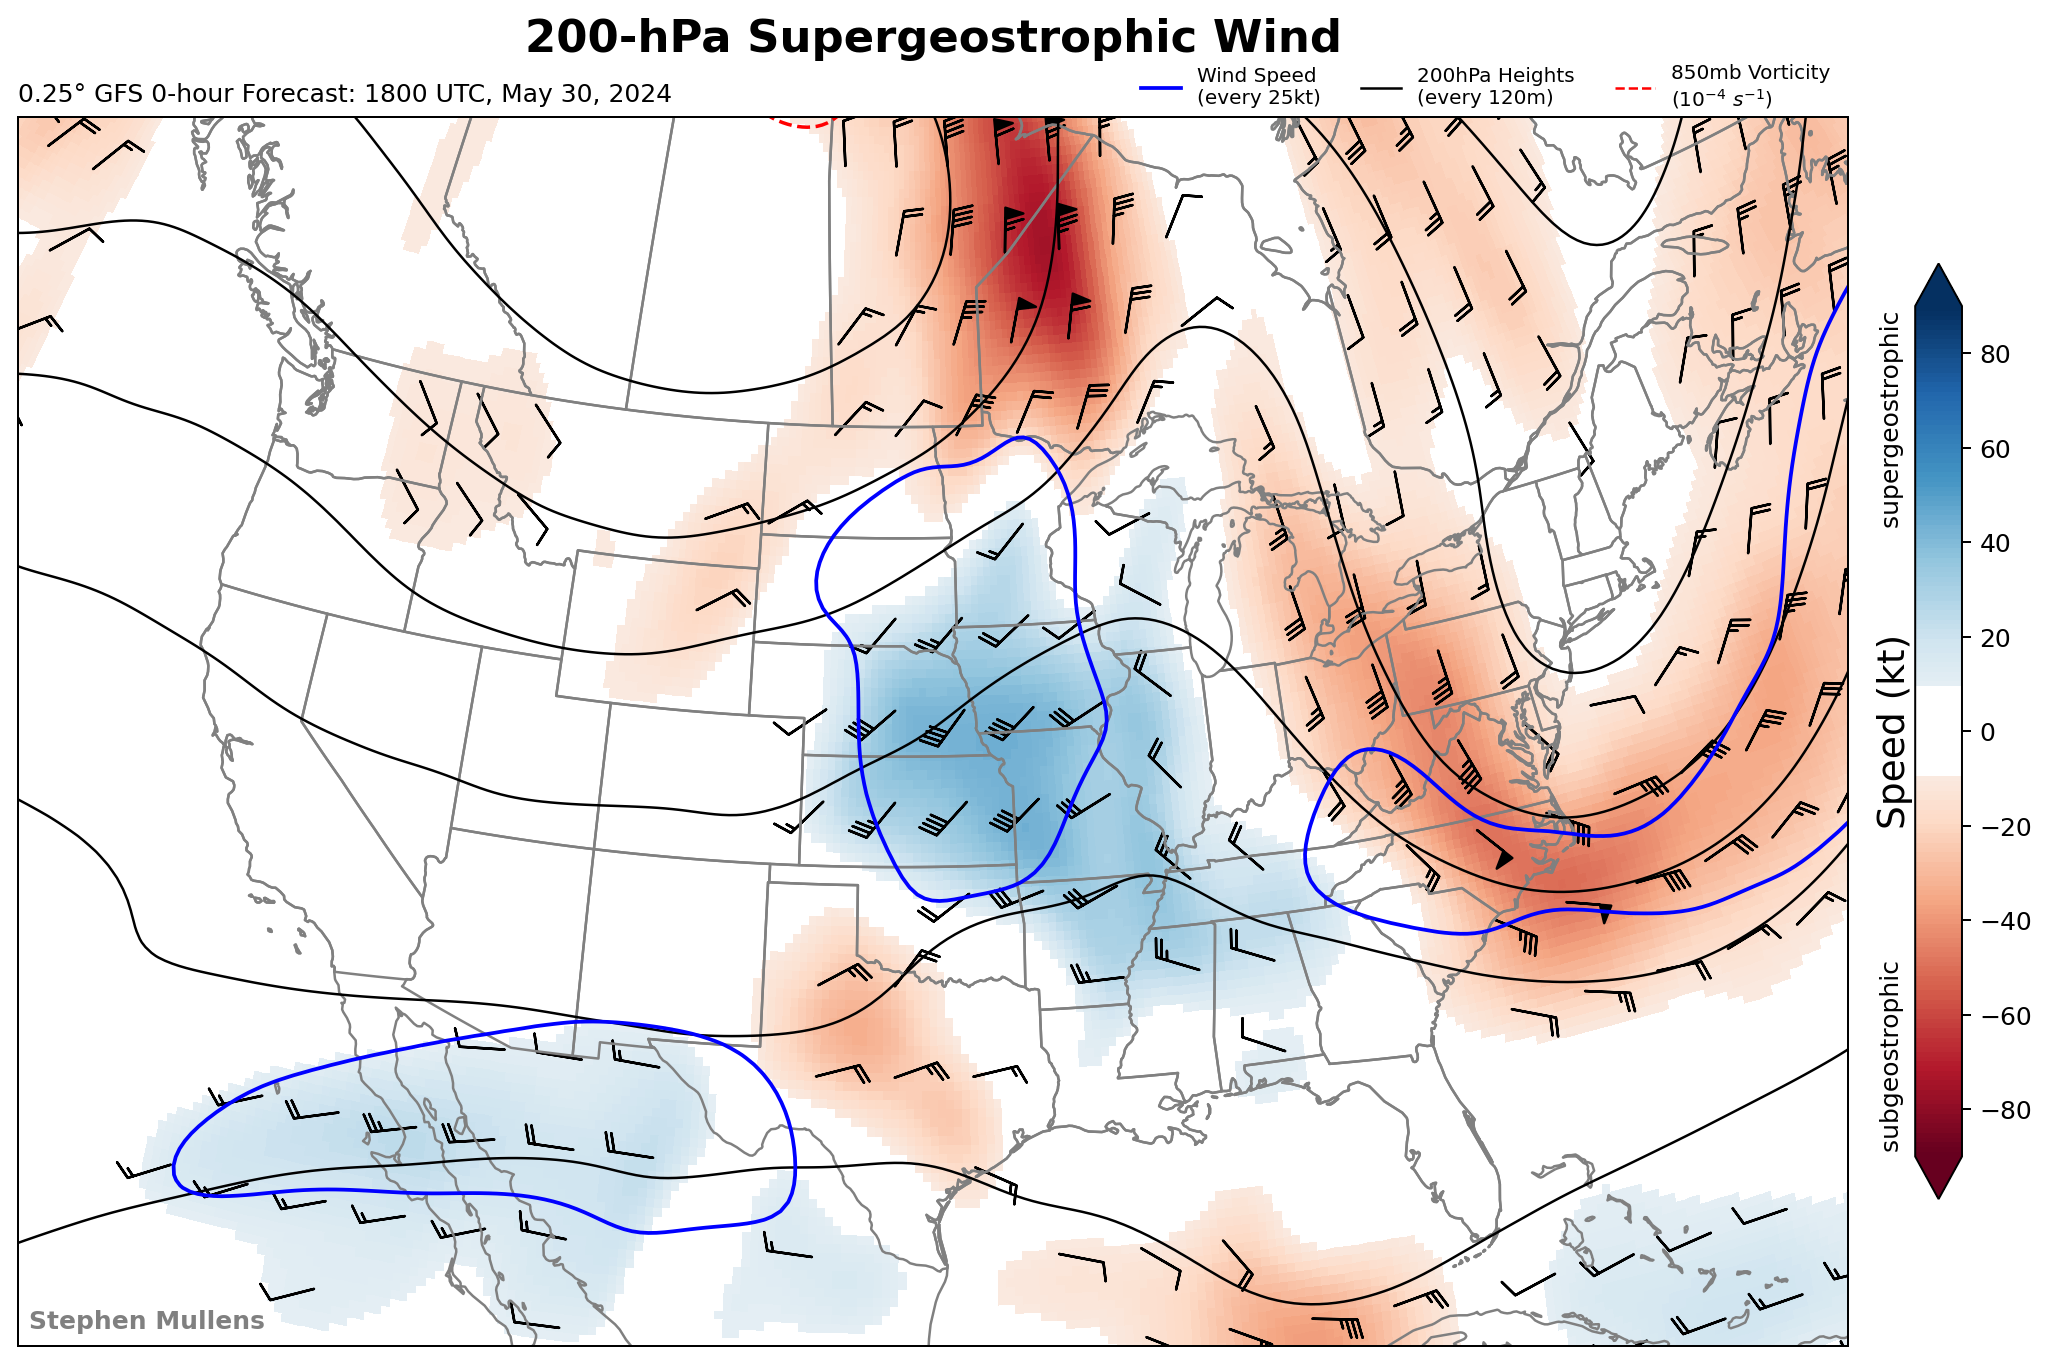 200-hPa Supergeostrophic Wind
0.25° GFS 0-hour Forecast: 1800 UTC, May 30, 2024
Wind Speed
(every 25kt)
200hPa Heights
(every 120m)
850mb Vorticity
(10⁻⁴ s⁻¹)
supergeostrophic
Speed (kt)
subgeostrophic
80
60
40
20
0
−20
−40
−60
−80
Stephen Mullens